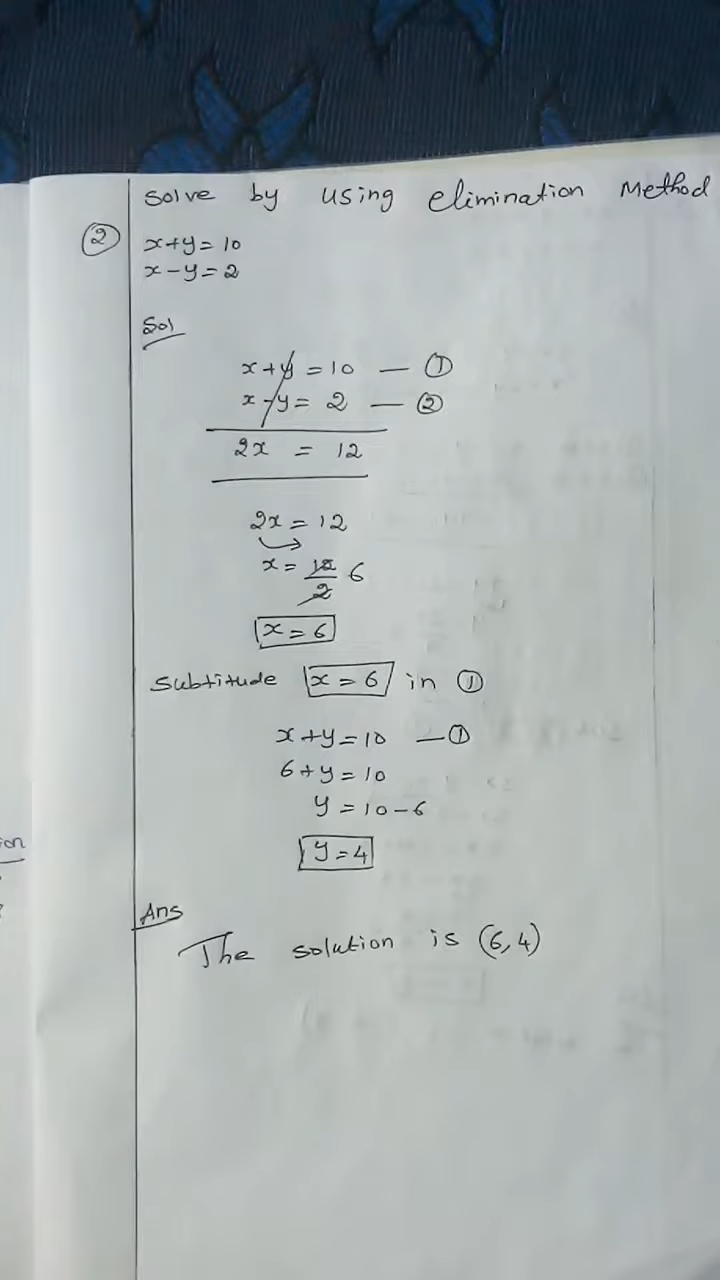 Solve by using elimination Method
② x+y=10
x-y=2
Sol
x+y=10 — ①
x-y=2 — ②
2x = 12
2x=12
x=12/2 6
x=6
Subtitude x=6 in ①
x+y=10 — ①
6+y=10
y=10-6
y=4
Ans
The solution is (6,4)